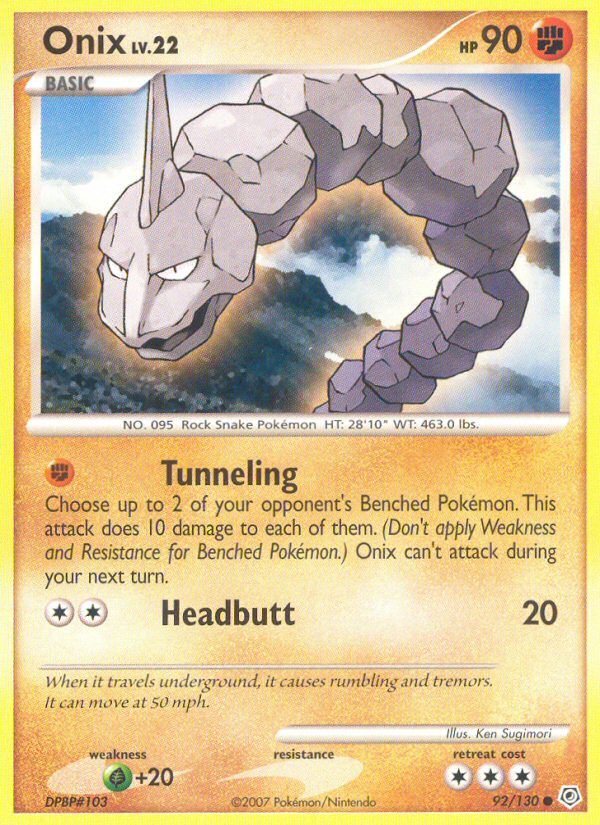 Onix LV.22 HP 90
BASIC
NO. 095 Rock Snake Pokémon HT: 28'10" WT: 463.0 lbs.
Tunneling
Choose up to 2 of your opponent's Benched Pokémon. This
attack does 10 damage to each of them. (Don't apply Weakness
and Resistance for Benched Pokémon.) Onix can't attack during
your next turn.
Headbutt 20
When it travels underground, it causes rumbling and tremors.
It can move at 50 mph.
Illus. Ken Sugimori
weakness resistance retreat cost
+20
DPBP#103 ©2007 Pokémon/Nintendo 92/130